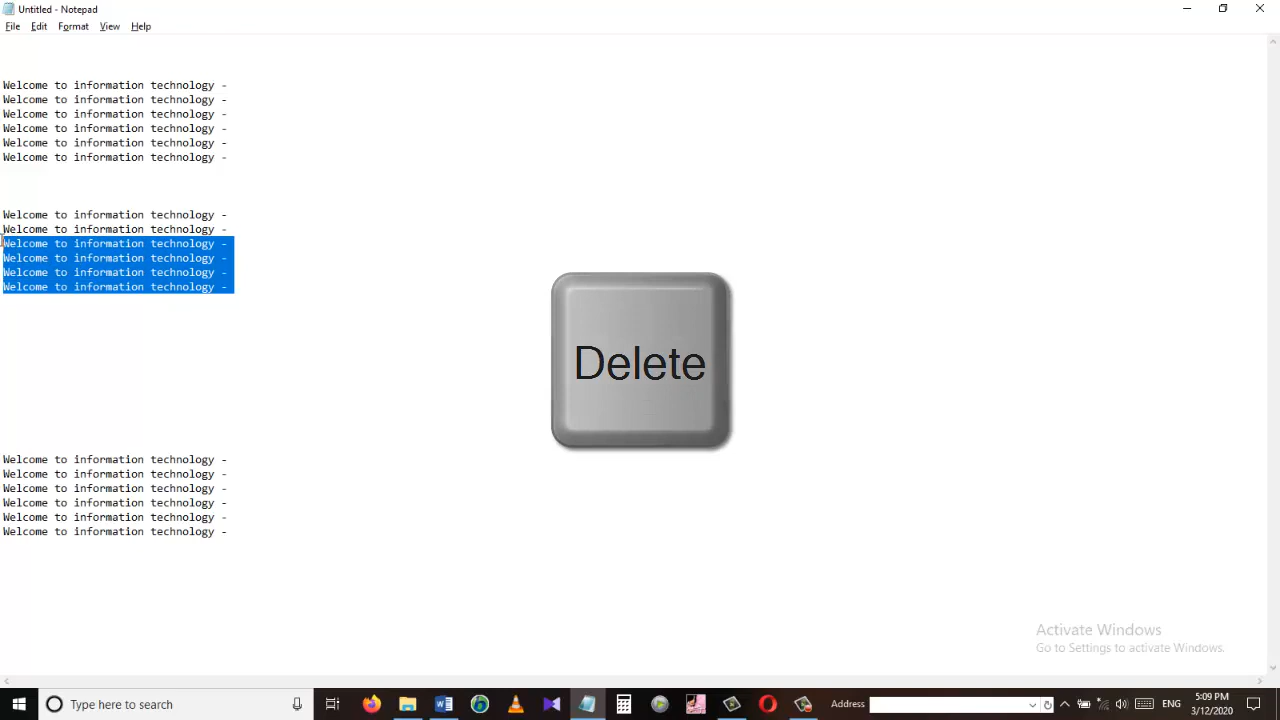 Untitled - Notepad
File Edit Format View Help
Welcome to information technology -
Welcome to information technology -
Welcome to information technology -
Welcome to information technology -
Welcome to information technology -
Welcome to information technology -
Welcome to information technology -
Welcome to information technology -
Welcome to information technology -
Welcome to information technology -
Welcome to information technology -
Welcome to information technology -
Delete
Welcome to information technology -
Welcome to information technology -
Welcome to information technology -
Welcome to information technology -
Welcome to information technology -
Welcome to information technology -
Activate Windows
Go to Settings to activate Windows.
Type here to search
Address
ENG
5:09 PM
3/12/2020